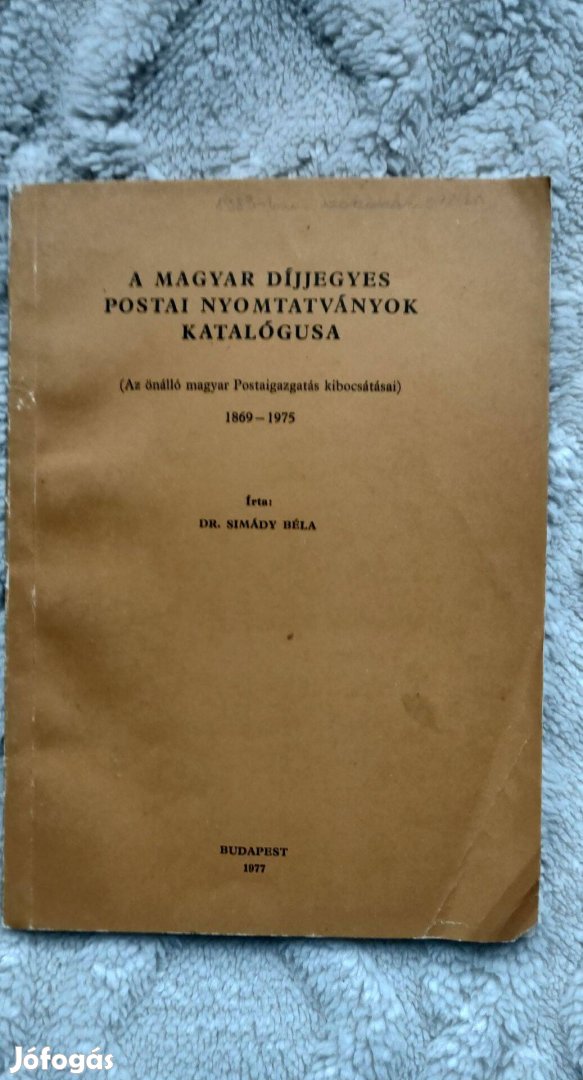 A MAGYAR DÍJJEGYES
POSTAI NYOMTATVÁNYOK
KATALÓGUSA
(Az önálló magyar Postaigazgatás kibocsátásai)
1869–1975
Írta:
DR. SIMÁDY BÉLA
BUDAPEST
1977
Jófogás